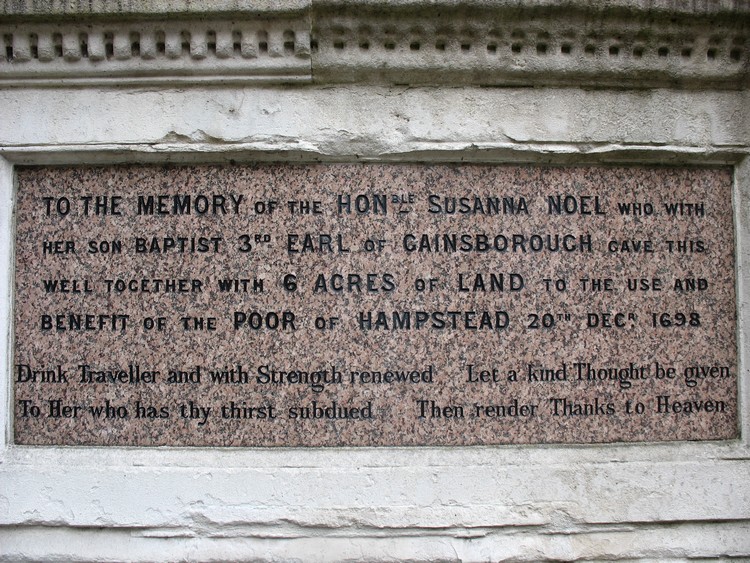 TO THE MEMORY OF THE HONBLE SUSANNA NOEL WHO WITH
HER SON BAPTIST 3RD EARL OF GAINSBOROUGH GAVE THIS
WELL TOGETHER WITH 6 ACRES OF LAND TO THE USE AND
BENEFIT OF THE POOR OF HAMPSTEAD 20TH DECR 1698
Drink Traveller and with Strength renewed Let a kind Thought be given
To Her who has thy thirst subdued Then render Thanks to Heaven